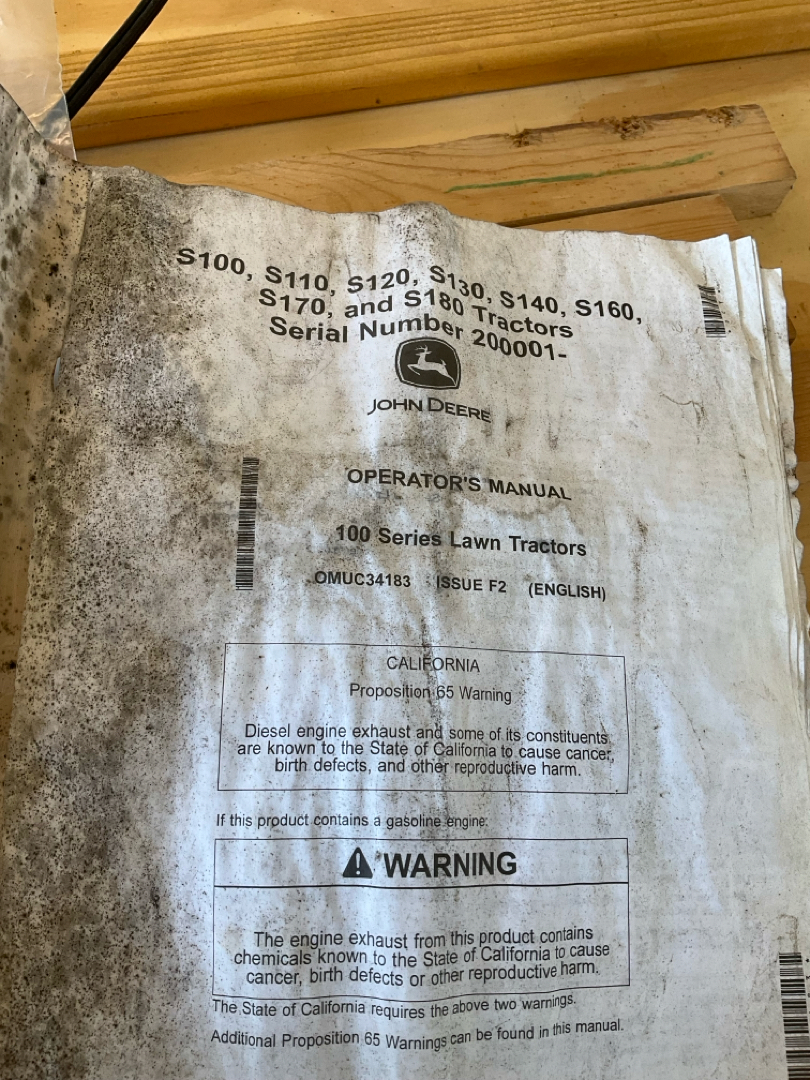 S100, S110, S120, S130, S140, S160,
S170, and S180 Tractors
Serial Number 200001-
JOHN DEERE
OPERATOR'S MANUAL
100 Series Lawn Tractors
OMUC34183 ISSUE F2 (ENGLISH)
CALIFORNIA
Proposition 65 Warning
Diesel engine exhaust and some of its constituents
are known to the State of California to cause cancer,
birth defects, and other reproductive harm.
If this product contains a gasoline engine:
WARNING
The engine exhaust from this product contains
chemicals known to the State of California to cause
cancer, birth defects or other reproductive harm.
The State of California requires the above two warnings.
Additional Proposition 65 Warnings can be found in this manual.